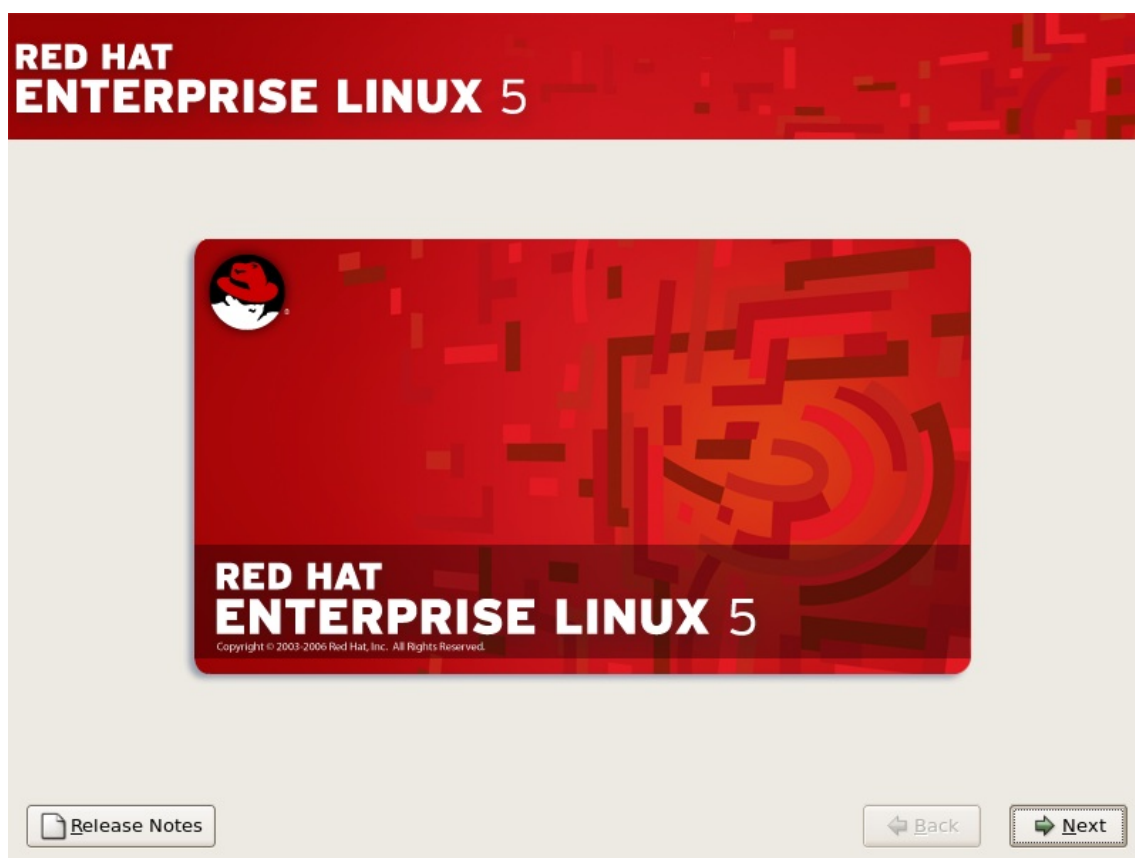 RED HAT
ENTERPRISE LINUX 5
®
RED HAT
ENTERPRISE LINUX 5
Copyright © 2003-2006 Red Hat, Inc. All Rights Reserved.
Release Notes
Back
Next